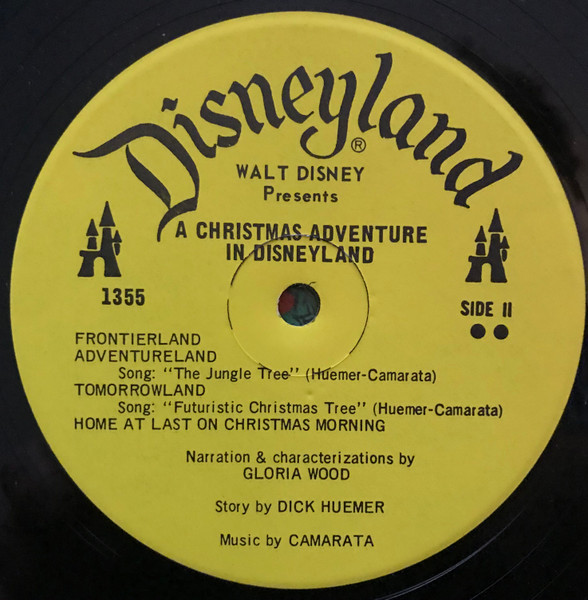 Disneyland®
WALT DISNEY
Presents
A CHRISTMAS ADVENTURE
IN DISNEYLAND
1355
SIDE II
FRONTIERLAND
ADVENTURELAND
Song: "The Jungle Tree" (Huemer-Camarata)
TOMORROWLAND
Song: "Futuristic Christmas Tree" (Huemer-Camarata)
HOME AT LAST ON CHRISTMAS MORNING
Narration & characterizations by
GLORIA WOOD
Story by DICK HUEMER
Music by CAMARATA